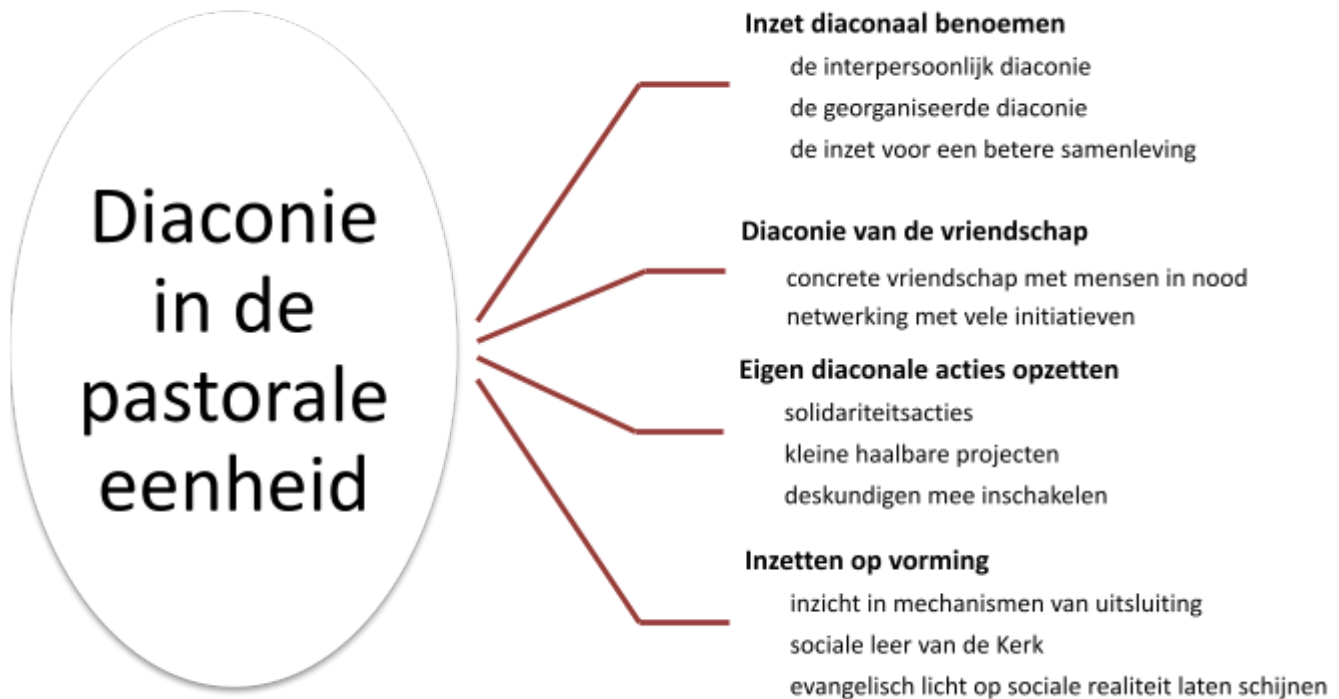 Diaconie
in de
pastorale
eenheid
Inzet diaconaal benoemen
de interpersoonlijk diaconie
de georganiseerde diaconie
de inzet voor een betere samenleving
Diaconie van de vriendschap
concrete vriendschap met mensen in nood
netwerking met vele initiatieven
Eigen diaconale acties opzetten
solidariteitsacties
kleine haalbare projecten
deskundigen mee inschakelen
Inzetten op vorming
inzicht in mechanismen van uitsluiting
sociale leer van de Kerk
evangelisch licht op sociale realiteit laten schijnen